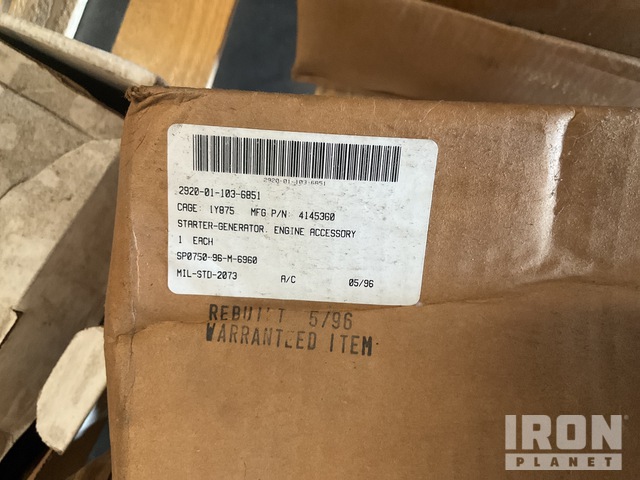 2920-01-103-6851
2920-01-103-6851
CAGE: 1Y875 MFG P/N: 4145360
STARTER-GENERATOR, ENGINE ACCESSORY
1 EACH
SP0750-96-M-6960
MIL-STD-2073 A/C 05/96
REBUILT 5/96
WARRANTEED ITEM
IRON
PLANET